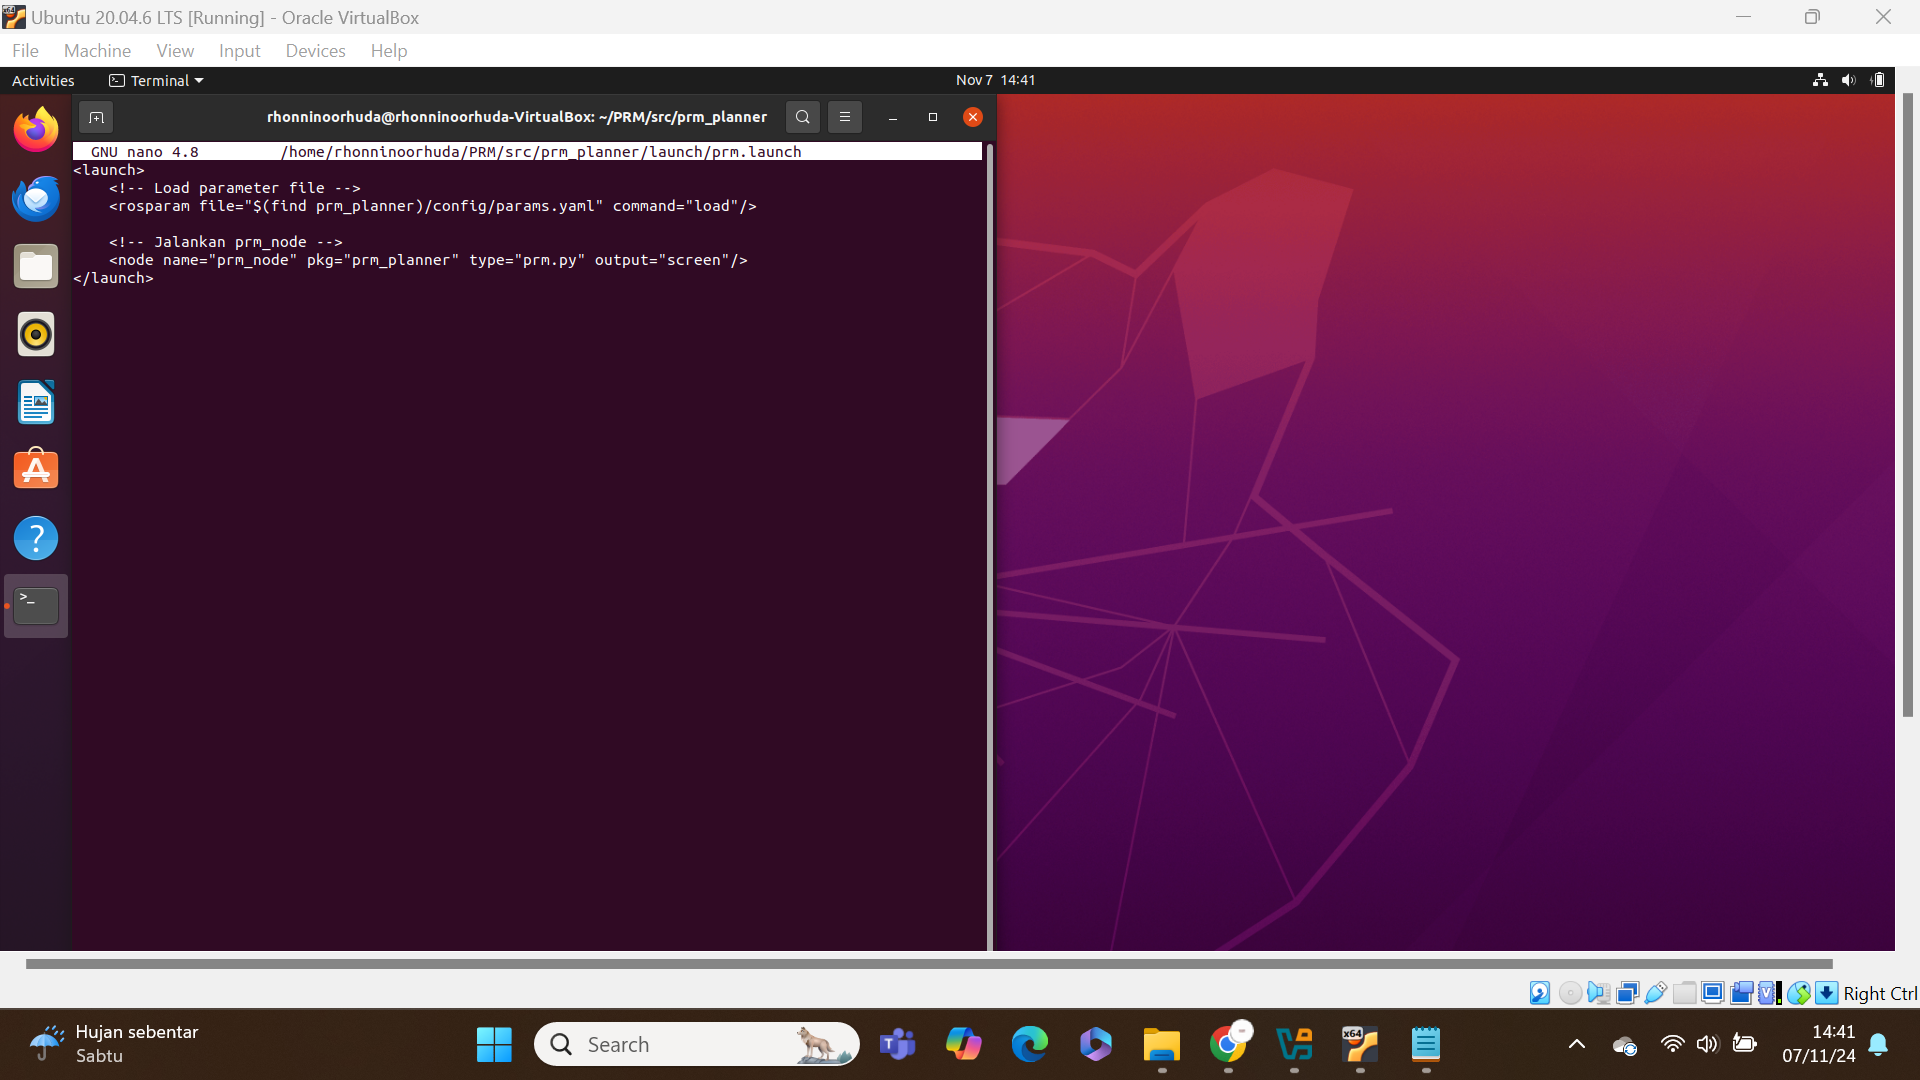 Ubuntu 20.04.6 LTS [Running] - Oracle VirtualBox
File Machine View Input Devices Help
Activities Terminal Nov 7 14:41
rhonninoorhuda@rhonninoorhuda-VirtualBox: ~/PRM/src/prm_planner
GNU nano 4.8 /home/rhonninoorhuda/PRM/src/prm_planner/launch/prm.launch
<launch>
    <!-- Load parameter file -->
    <rosparam file="$(find prm_planner)/config/params.yaml" command="load"/>
    <!-- Jalankan prm_node -->
    <node name="prm_node" pkg="prm_planner" type="prm.py" output="screen"/>
</launch>
Right Ctrl
Hujan sebentar
Sabtu
Search
x64
14:41
07/11/24